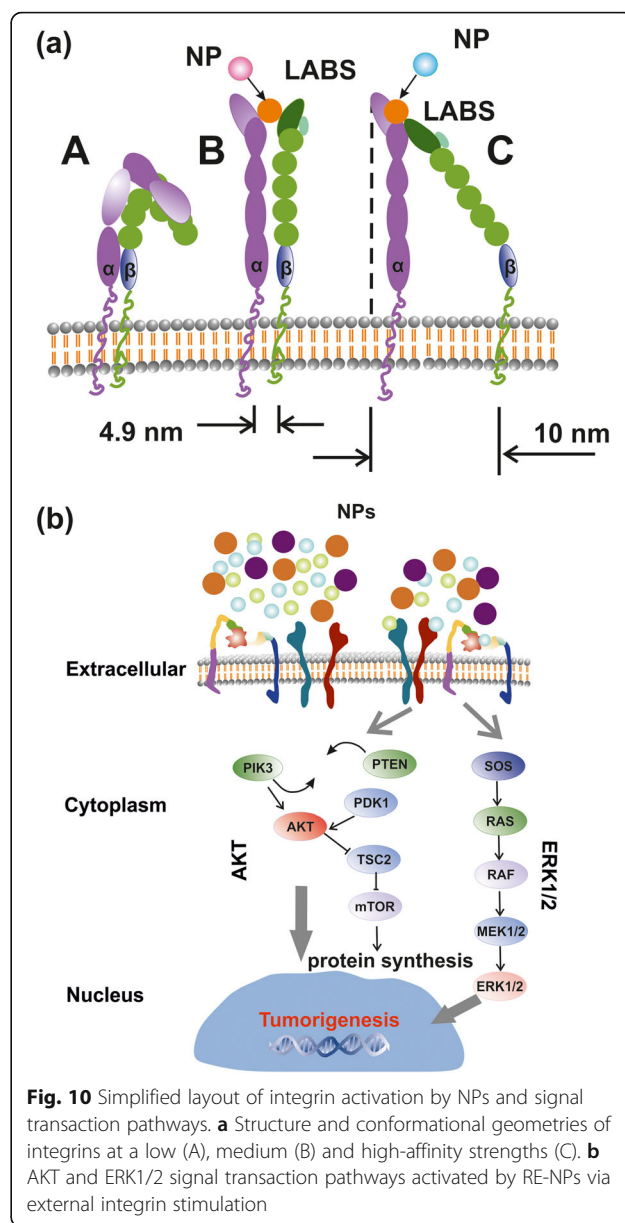 (a)
NP
LABS
NP
LABS
A
B
C
α
β
α
β
α
β
4.9 nm
10 nm
(b)
NPs
Extracellular
PIK3
PTEN
SOS
Cytoplasm
PDK1
AKT
RAS
AKT
TSC2
RAF
ERK1/2
mTOR
MEK1/2
protein synthesis
Nucleus
ERK1/2
Tumorigenesis
Fig. 10 Simplified layout of integrin activation by NPs and signal
transaction pathways. a Structure and conformational geometries of
integrins at a low (A), medium (B) and high-affinity strengths (C). b
AKT and ERK1/2 signal transaction pathways activated by RE-NPs via
external integrin stimulation